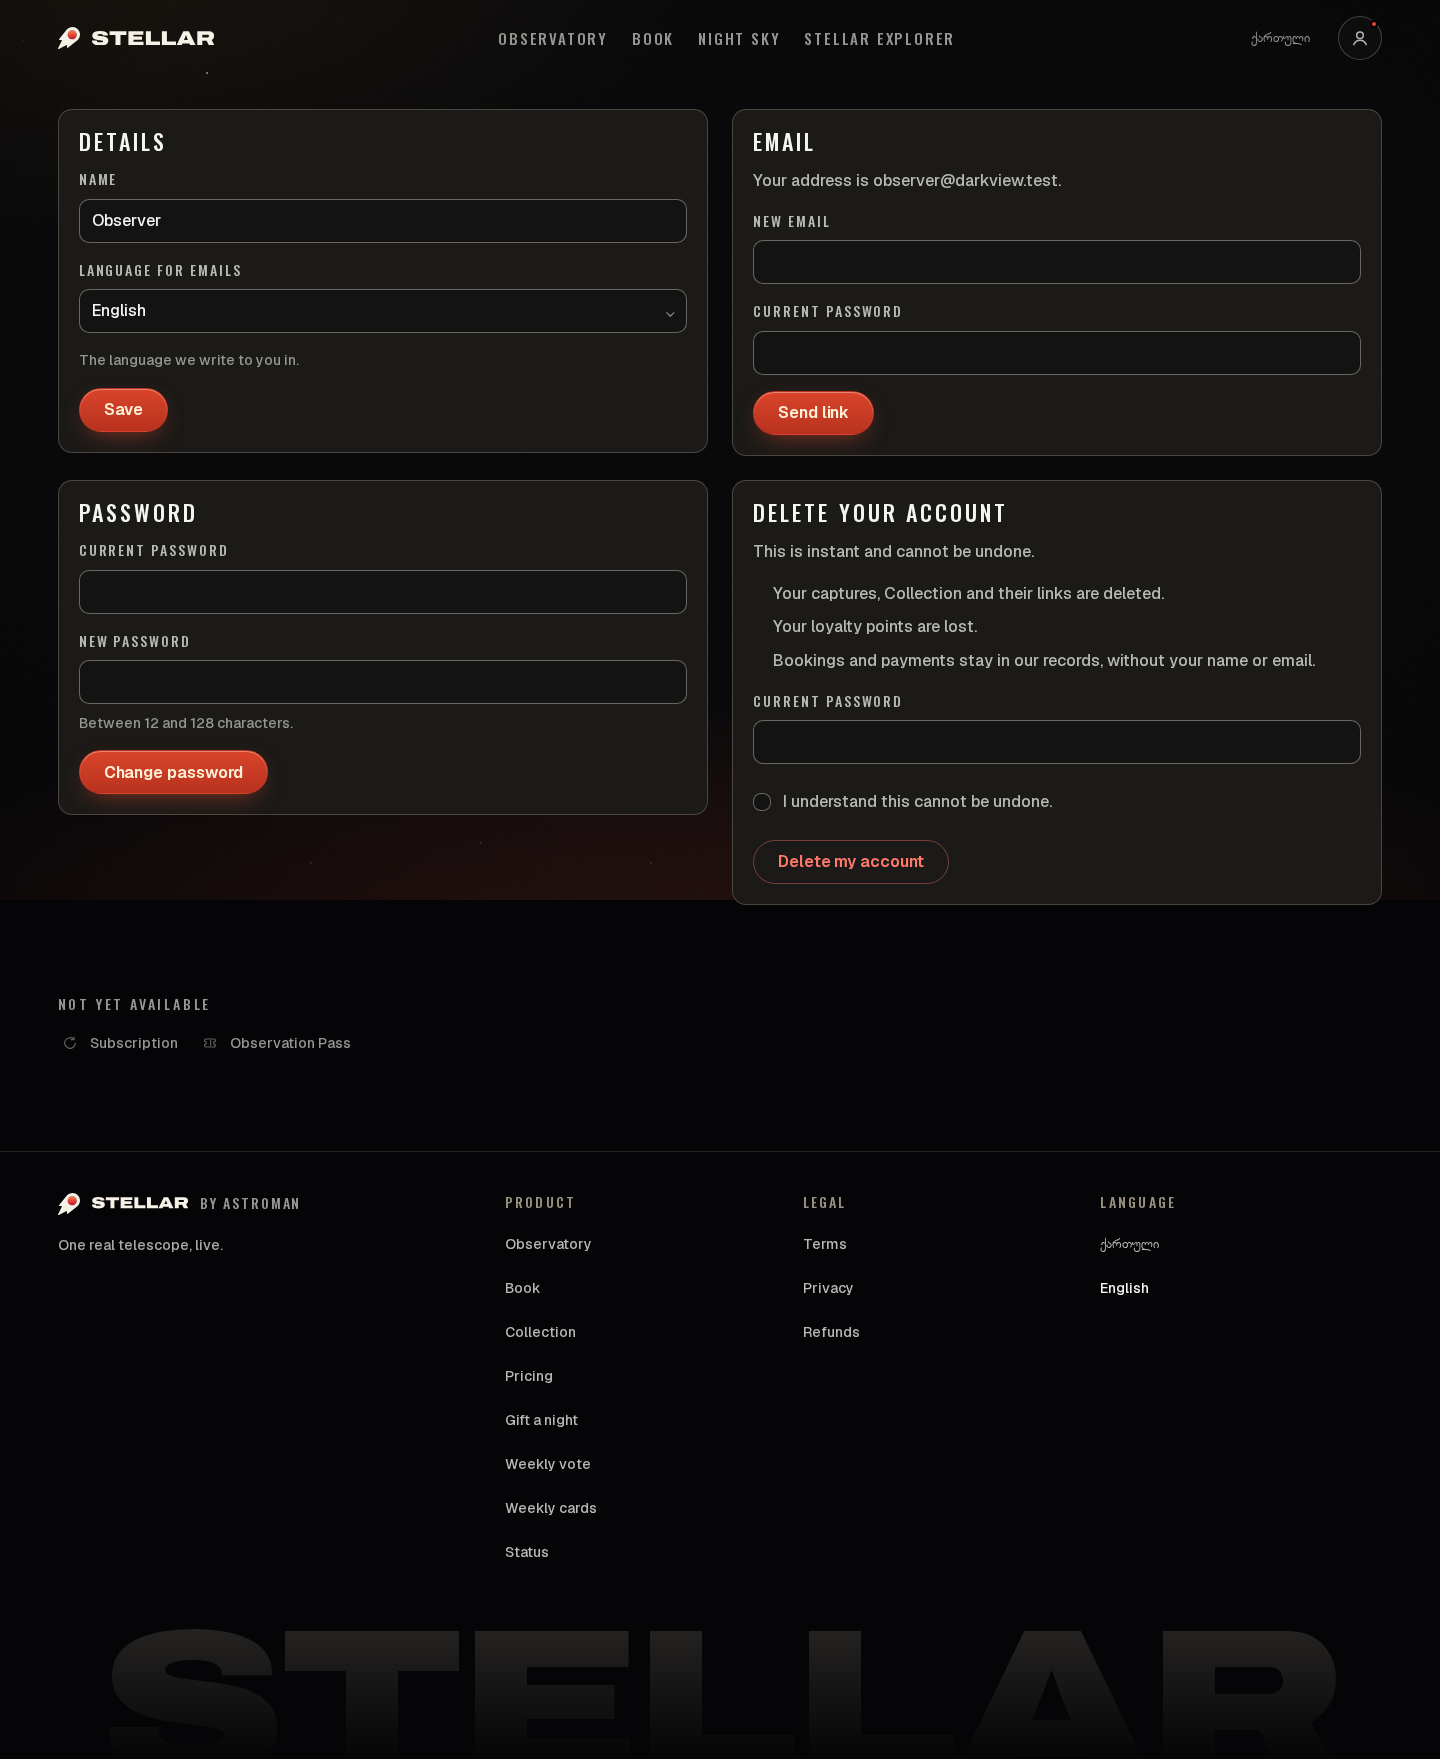 STELLAR
OBSERVATORY BOOK NIGHT SKY STELLAR EXPLORER
ქართული
DETAILS
NAME
Observer
LANGUAGE FOR EMAILS
English
The language we write to you in.
Save
EMAIL
Your address is observer@darkview.test.
NEW EMAIL
CURRENT PASSWORD
Send link
PASSWORD
CURRENT PASSWORD
NEW PASSWORD
Between 12 and 128 characters.
Change password
DELETE YOUR ACCOUNT
This is instant and cannot be undone.
Your captures, Collection and their links are deleted.
Your loyalty points are lost.
Bookings and payments stay in our records, without your name or email.
CURRENT PASSWORD
I understand this cannot be undone.
Delete my account
NOT YET AVAILABLE
Subscription Observation Pass
STELLAR BY ASTROMAN
One real telescope, live.
PRODUCT
Observatory
Book
Collection
Pricing
Gift a night
Weekly vote
Weekly cards
Status
LEGAL
Terms
Privacy
Refunds
LANGUAGE
ქართული
English
STELLAR